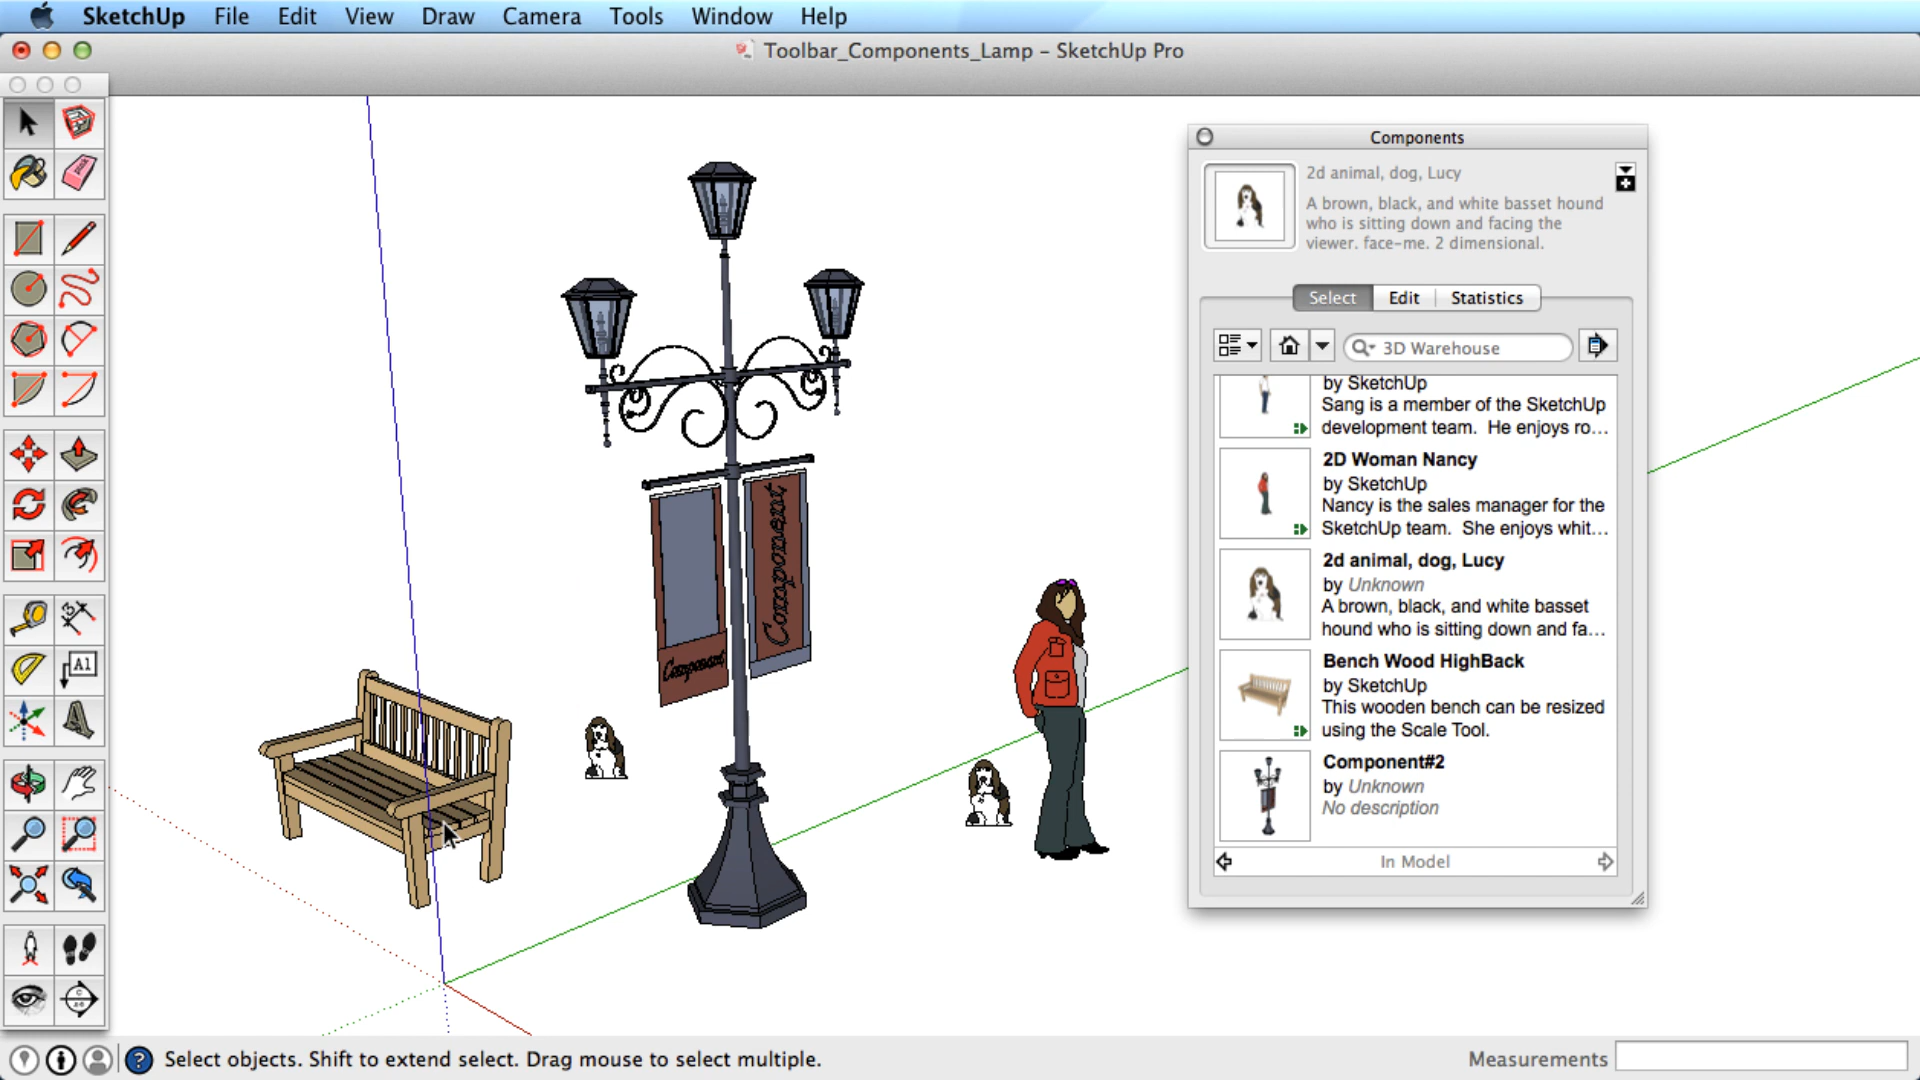 SketchUp File Edit View Draw Camera Tools Window Help
Toolbar_Components_Lamp – SketchUp Pro
Components
2d animal, dog, Lucy
A brown, black, and white basset hound
who is sitting down and facing the
viewer. face-me. 2 dimensional.
Select Edit Statistics
3D Warehouse
by SketchUp
Sang is a member of the SketchUp
development team. He enjoys ro...
2D Woman Nancy
by SketchUp
Nancy is the sales manager for the
SketchUp team. She enjoys whit...
2d animal, dog, Lucy
by Unknown
A brown, black, and white basset
hound who is sitting down and fa...
Bench Wood HighBack
by SketchUp
This wooden bench can be resized
using the Scale Tool.
Component#2
by Unknown
No description
In Model
Component
Component
A1
Select objects. Shift to extend select. Drag mouse to select multiple.
Measurements